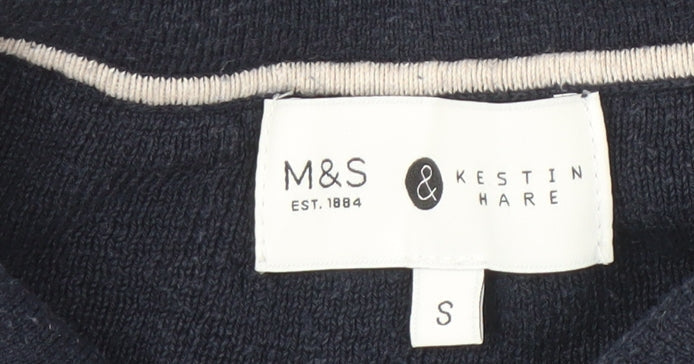 M&S
EST. 1884
&
KESTIN
HARE
S